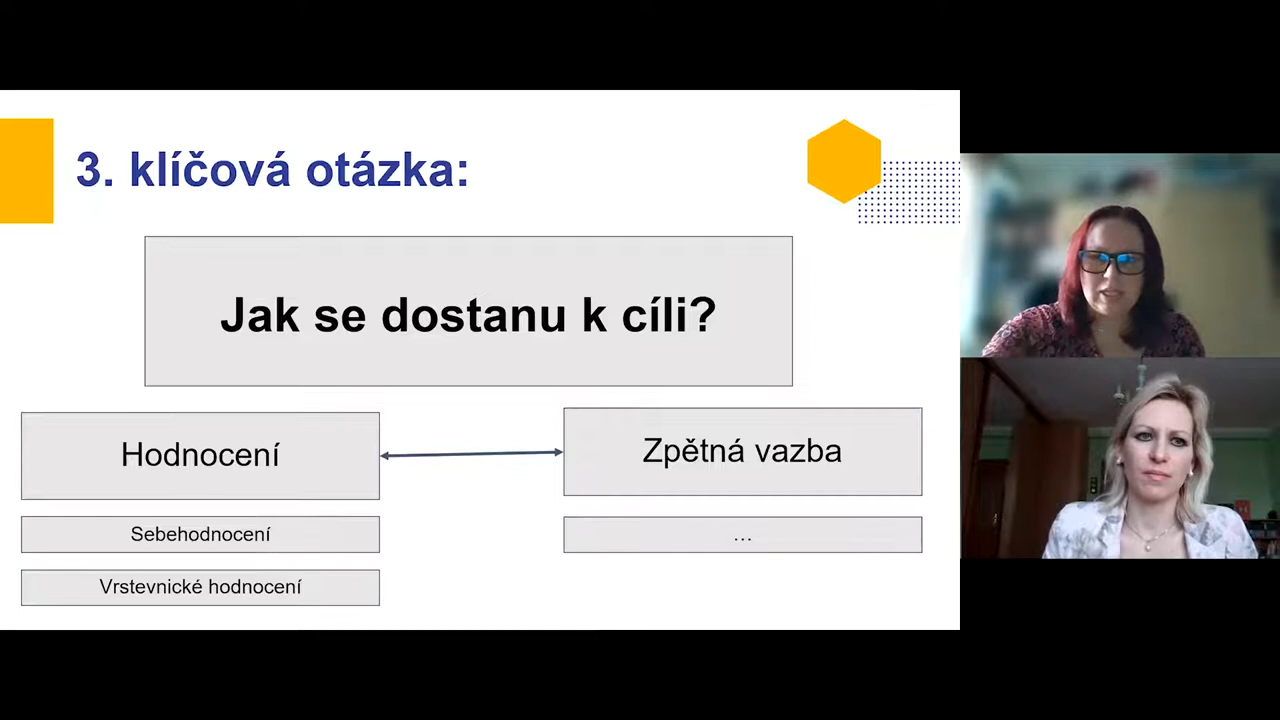 3. klíčová otázka:
Jak se dostanu k cíli?
Hodnocení
Zpětná vazba
Sebehodnocení
...
Vrstevnické hodnocení